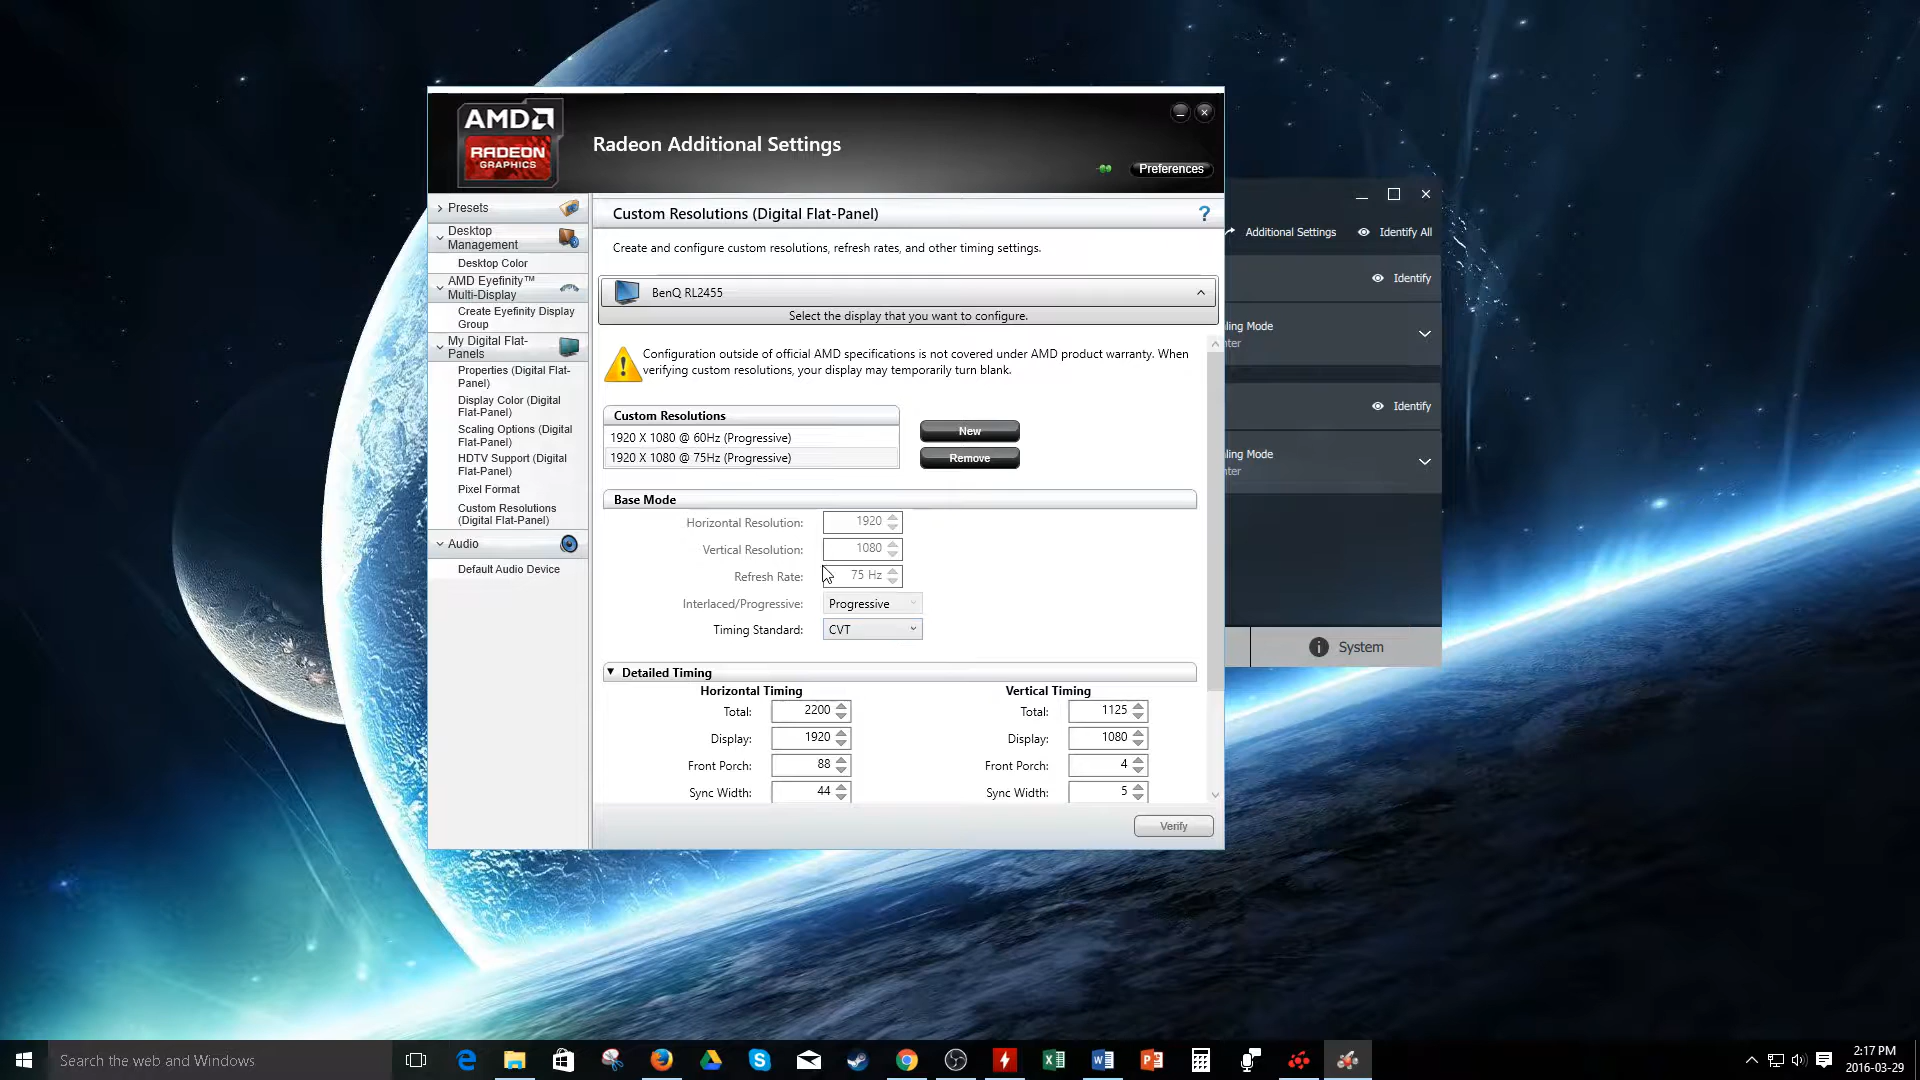 AMD
RADEON
GRAPHICS
Radeon Additional Settings
Preferences
Presets
Desktop
Management
Desktop Color
AMD Eyefinity™
Multi-Display
Create Eyefinity Display
Group
My Digital Flat-
Panels
Properties (Digital Flat-
Panel)
Display Color (Digital
Flat-Panel)
Scaling Options (Digital
Flat-Panel)
HDTV Support (Digital
Flat-Panel)
Pixel Format
Custom Resolutions
(Digital Flat-Panel)
Audio
Default Audio Device
Custom Resolutions (Digital Flat-Panel)
?
Create and configure custom resolutions, refresh rates, and other timing settings.
BenQ RL2455
Select the display that you want to configure.
Configuration outside of official AMD specifications is not covered under AMD product warranty. When
verifying custom resolutions, your display may temporarily turn blank.
Custom Resolutions
1920 X 1080 @ 60Hz (Progressive)
1920 X 1080 @ 75Hz (Progressive)
New
Remove
Base Mode
Horizontal Resolution: 1920
Vertical Resolution: 1080
Refresh Rate: 75 Hz
Interlaced/Progressive: Progressive
Timing Standard: CVT
Detailed Timing
Horizontal Timing
Total: 2200
Display: 1920
Front Porch: 88
Sync Width: 44
Vertical Timing
Total: 1125
Display: 1080
Front Porch: 4
Sync Width: 5
Verify
Additional Settings
Identify All
Identify
ling Mode
nter
Identify
ling Mode
nter
System
Search the web and Windows
2:17 PM
2016-03-29